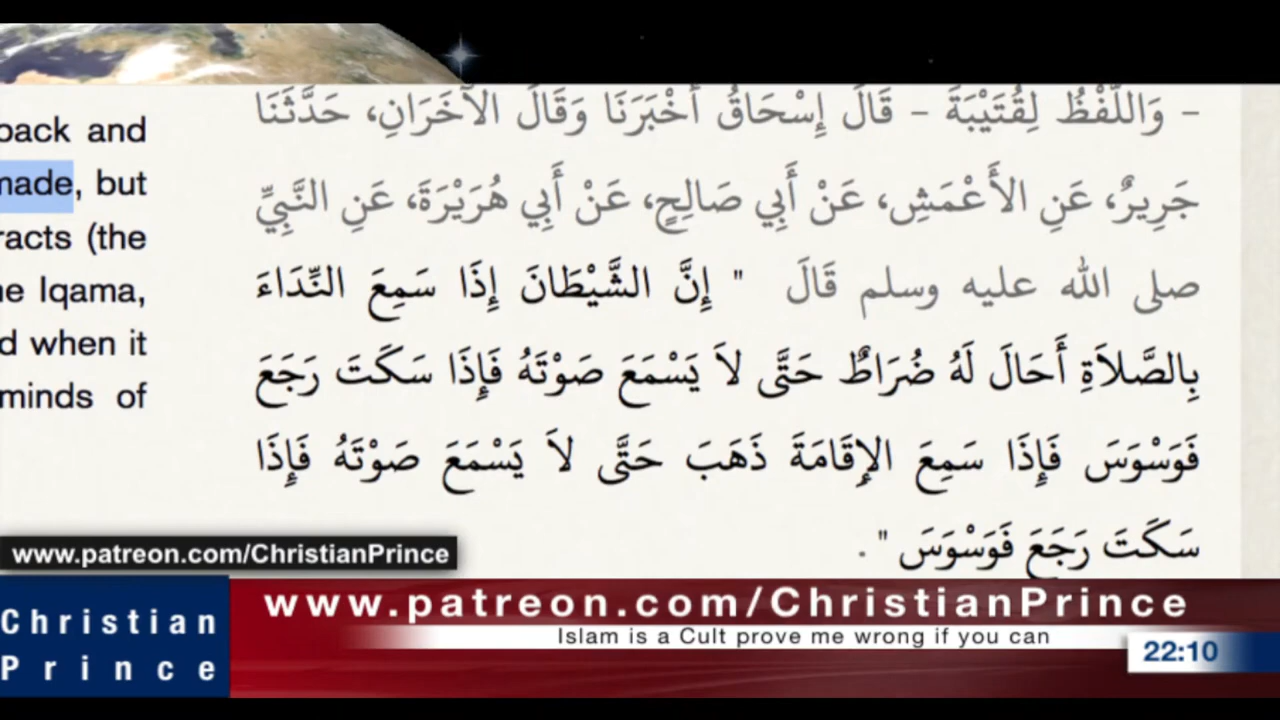 – وَاللَّفْظُ لِقُتَيْبَةَ – قَالَ إِسْحَاقُ أَخْبَرَنَا وَقَالَ الآخَرَانِ، حَدَّثَنَا
جَرِيرٌ، عَنِ الأَعْمَشِ، عَنْ أَبِي صَالِحٍ، عَنْ أَبِي هُرَيْرَةَ، عَنِ النَّبِيِّ
صلى الله عليه وسلم قَالَ " إِنَّ الشَّيْطَانَ إِذَا سَمِعَ النِّدَاءَ
بِالصَّلاَةِ أَحَالَ لَهُ ضُرَاطٌ حَتَّى لاَ يَسْمَعَ صَوْتَهُ فَإِذَا سَكَتَ رَجَعَ
فَوَسْوَسَ فَإِذَا سَمِعَ الإِقَامَةَ ذَهَبَ حَتَّى لاَ يَسْمَعَ صَوْتَهُ فَإِذَا
سَكَتَ رَجَعَ فَوَسْوَسَ " .
and
made, but
(the
Iqama,
when it
minds of
www.patreon.com/ChristianPrince
www.patreon.com/ChristianPrince
Islam is a Cult prove me wrong if you can
Christian
Prince
22:10